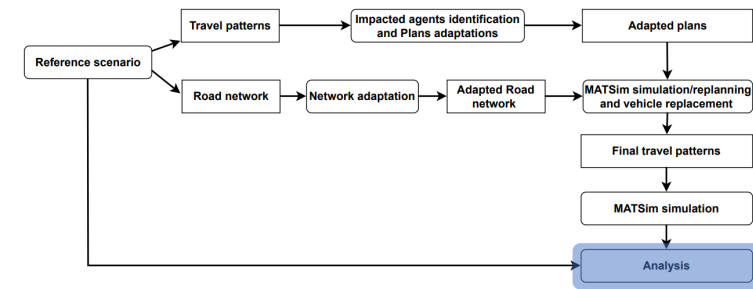 Travel patterns
Impacted agents identification
and Plans adaptations
Adapted plans
Reference scenario
Road network
Network adaptation
Adapted Road
network
MATSim simulation/replanning
and vehicle replacement
Final travel patterns
MATSim simulation
Analysis